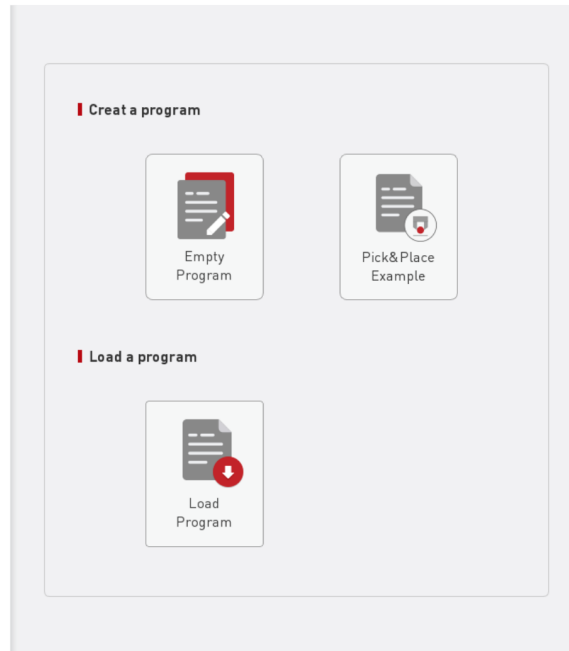 Creat a program
Empty
Program
Pick&Place
Example
Load a program
Load
Program